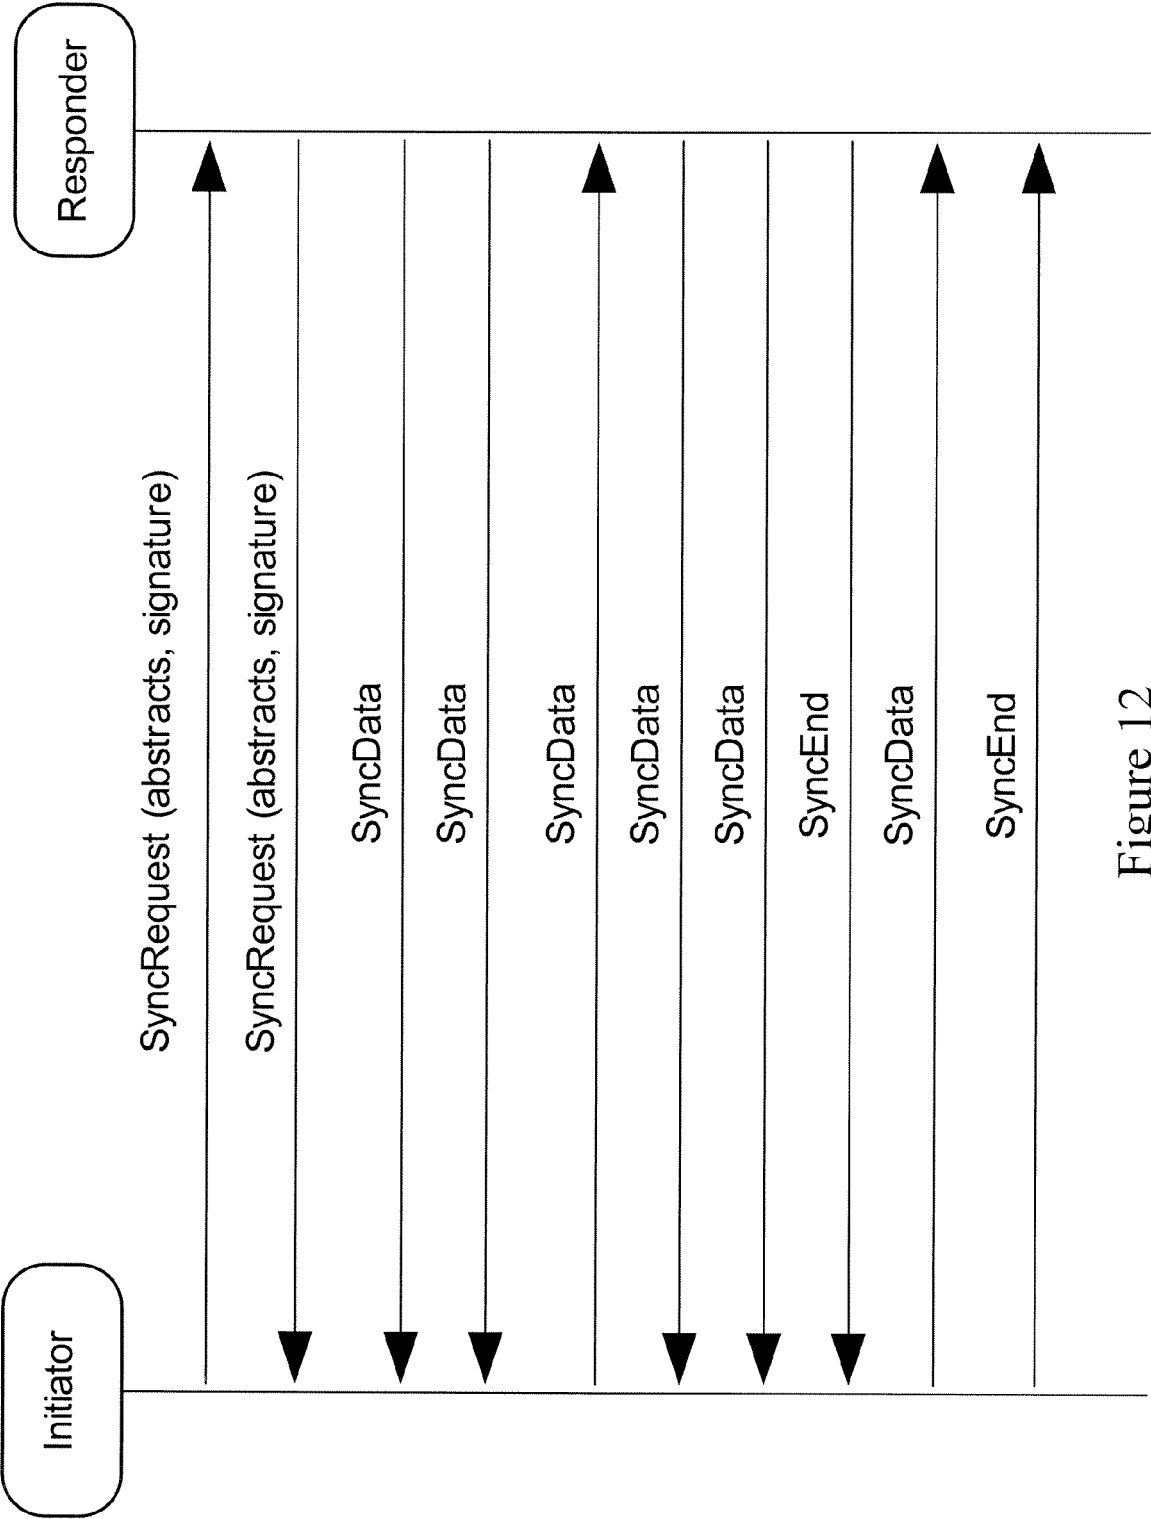 Initiator
Responder
SyncRequest (abstracts, signature)
SyncRequest (abstracts, signature)
SyncData
SyncData
SyncData
SyncData
SyncData
SyncEnd
SyncData
SyncEnd
Figure 12